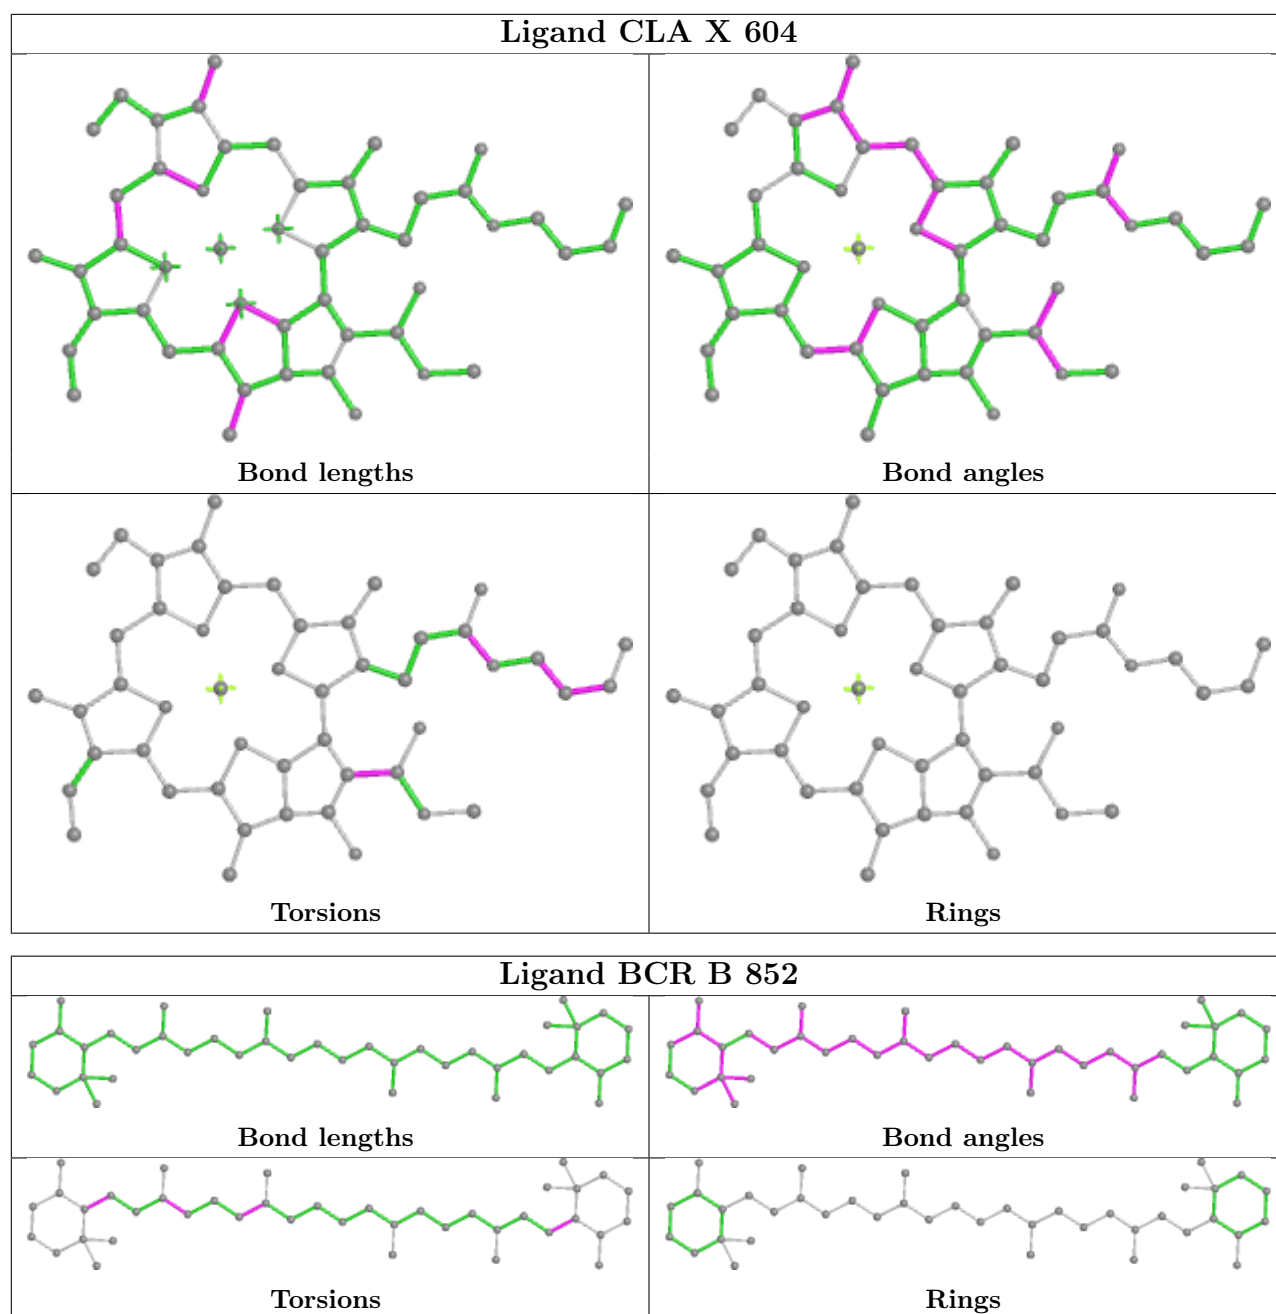 Ligand CLA X 604
Bond lengths
Bond angles
Torsions
Rings
Ligand BCR B 852
Bond lengths
Bond angles
Torsions
Rings